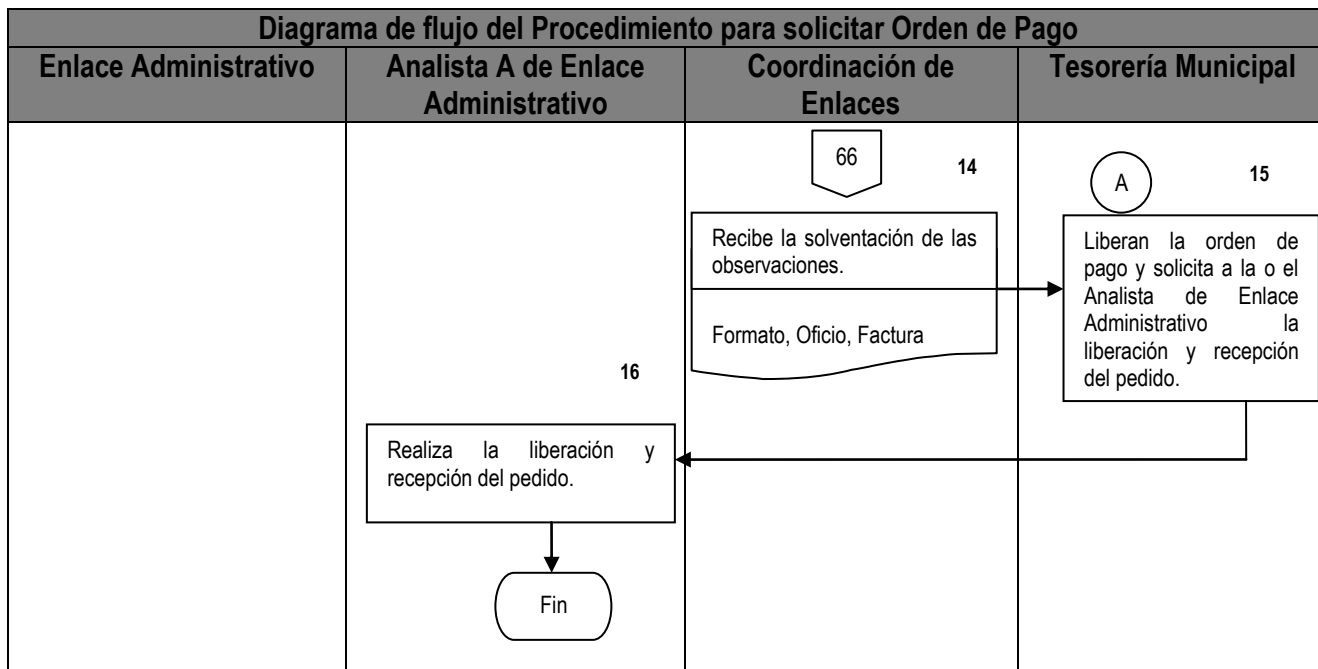 Diagrama de flujo del Procedimiento para solicitar Orden de Pago
Enlace Administrativo
Analista A de Enlace
Administrativo
Coordinación de
Enlaces
Tesorería Municipal
66
14
Recibe la solventación de las
observaciones.
Formato, Oficio, Factura
A
15
Liberan la orden de
pago y solicita a la o el
Analista de Enlace
Administrativo la
liberación y recepción
del pedido.
16
Realiza la liberación y
recepción del pedido.
Fin